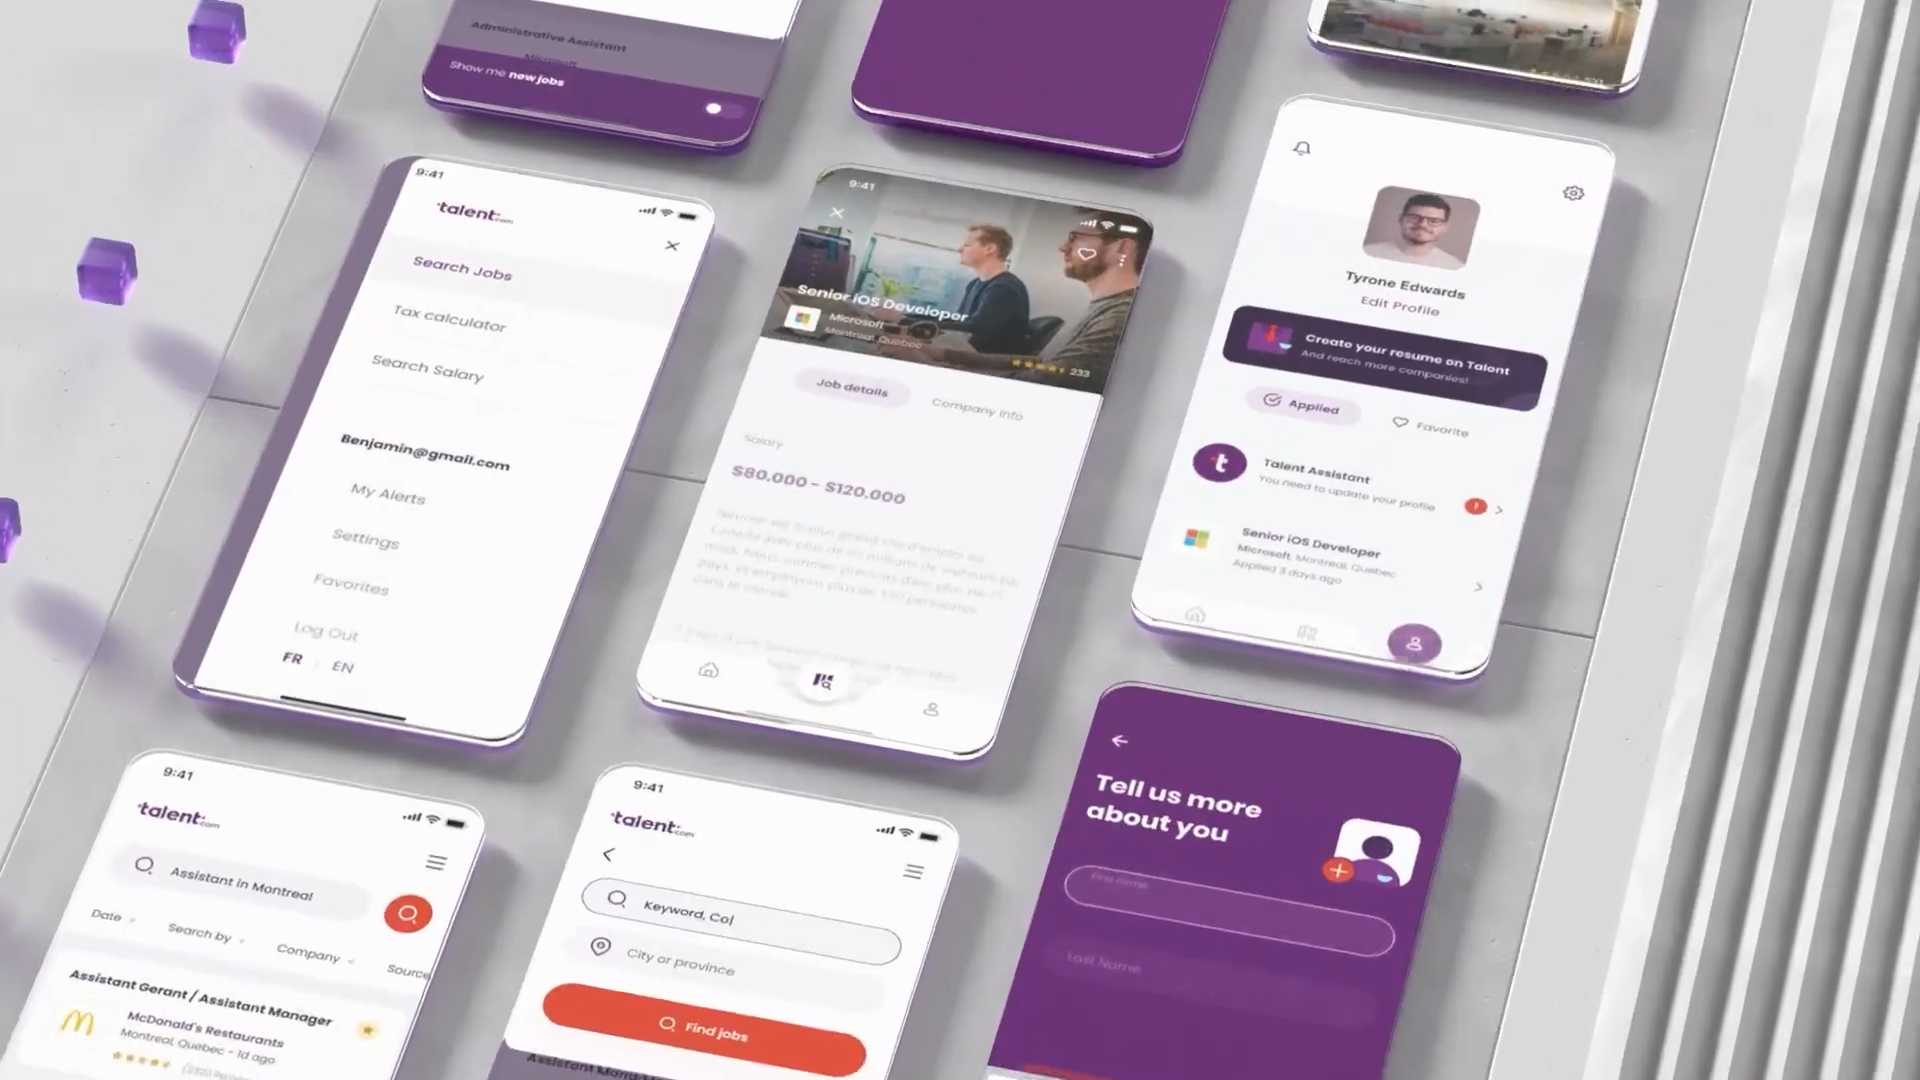 Administrative Assistant
Microsoft
Show me new jobs
9:41
talent.com
Search Jobs
Tax calculator
Search Salary
Benjamin@gmail.com
My Alerts
Settings
Favorites
Log Out
FR
EN
9:41
Senior iOS Developer
Microsoft
Montreal, Quebec
233
Job details
Company info
Salary
$80.000 - $120.000
Tyrone Edwards
Edit Profile
Create your resume on Talent
And reach more companies!
Applied
Favorite
t
Talent Assistant
You need to update your profile
!
Senior iOS Developer
Microsoft, Montreal, Quebec
Applied 3 days ago
9:41
talent.com
Assistant in Montreal
Date
Search by
Company
Source
Assistant Gerant / Assistant Manager
McDonald's Restaurants
Montreal, Quebec - 1d ago
9:41
talent.com
Keyword, Co|
City or province
Find jobs
Tell us more
about you
First name
Last Name